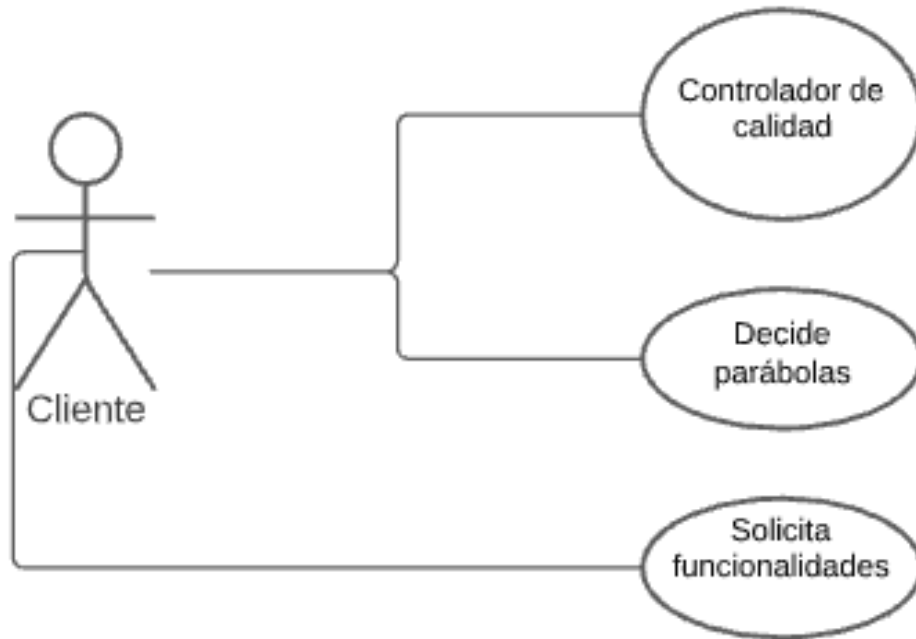 Controlador de
calidad
Decide
parábolas
Cliente
Solicita
funcionalidades